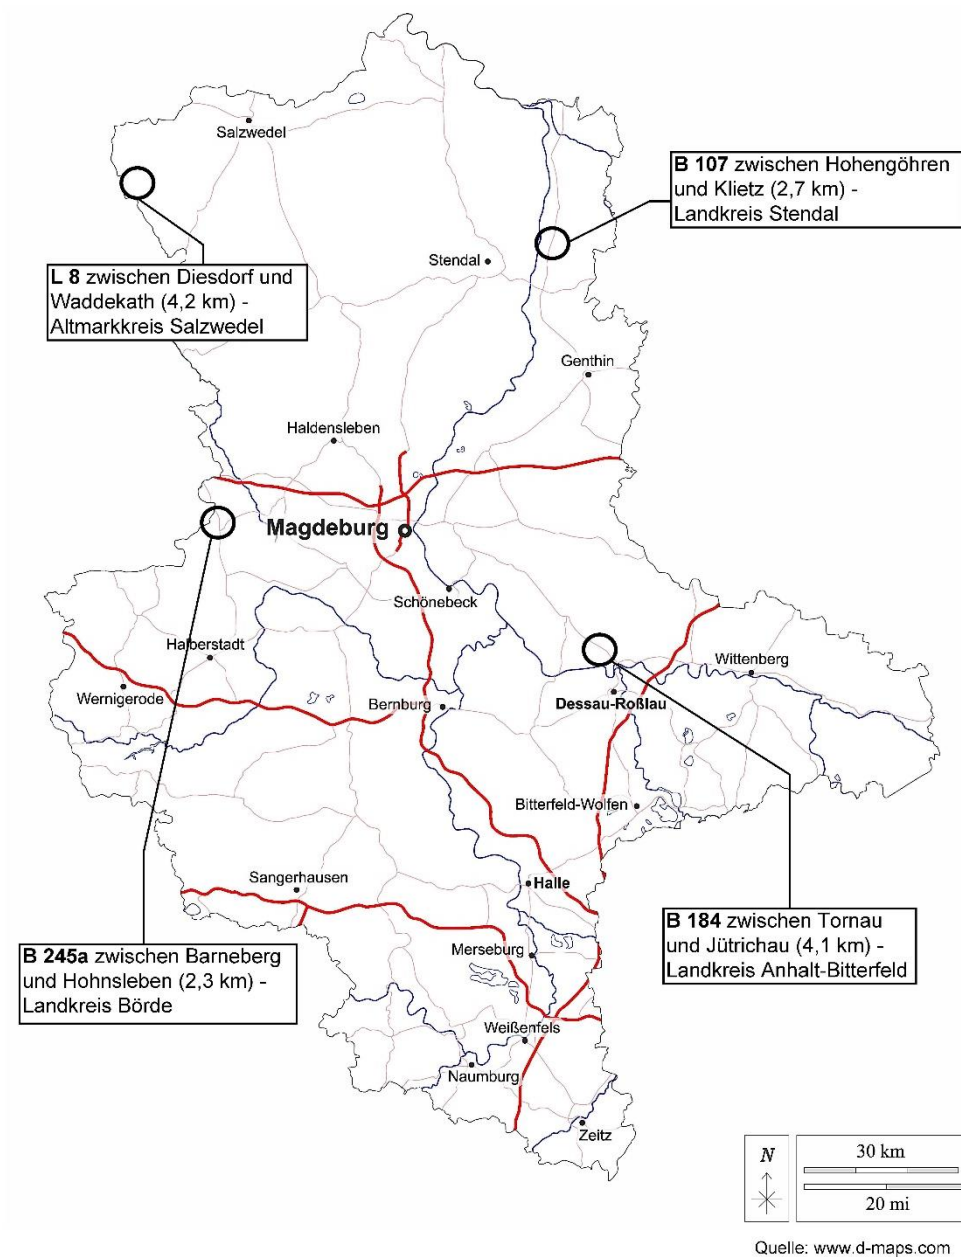 Salzwedel
B 107 zwischen Hohengöhren
und Klietz (2,7 km) -
Landkreis Stendal
Stendal
L 8 zwischen Diesdorf und
Waddekath (4,2 km) -
Altmarkkreis Salzwedel
Genthin
Haldensleben
Magdeburg
Schönebeck
Halberstadt
Wittenberg
Wernigerode
Bernburg
Dessau-Roßlau
Bitterfeld-Wolfen
Sangerhausen
Halle
B 184 zwischen Tornau
und Jütrichau (4,1 km) -
Landkreis Anhalt-Bitterfeld
B 245a zwischen Barneberg
und Hohnsleben (2,3 km) -
Landkreis Börde
Merseburg
Weißenfels
Naumburg
Zeitz
N
30 km
20 mi
Quelle: www.d-maps.com